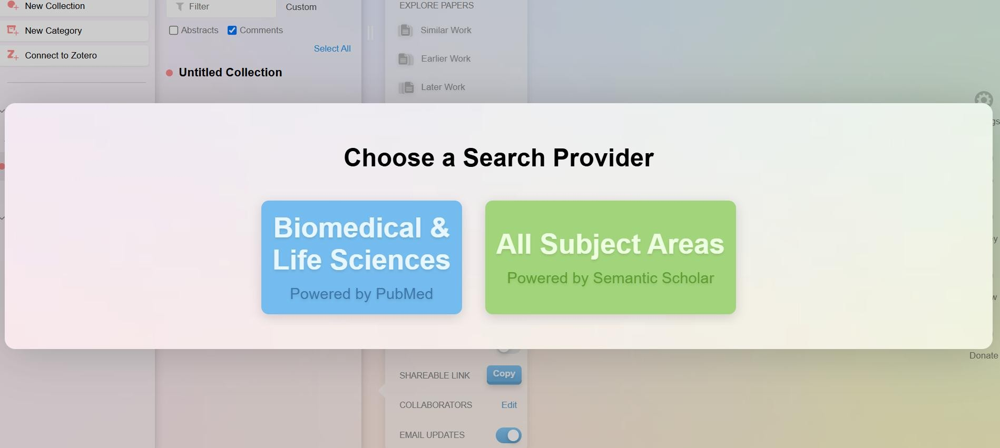 New Collection
New Category
Connect to Zotero
Filter
Custom
Abstracts
Comments
Select All
Untitled Collection
EXPLORE PAPERS
Similar Work
Earlier Work
Later Work
Choose a Search Provider
Biomedical &
Life Sciences
Powered by PubMed
All Subject Areas
Powered by Semantic Scholar
SHAREABLE LINK
Copy
COLLABORATORS
Edit
EMAIL UPDATES
Donate